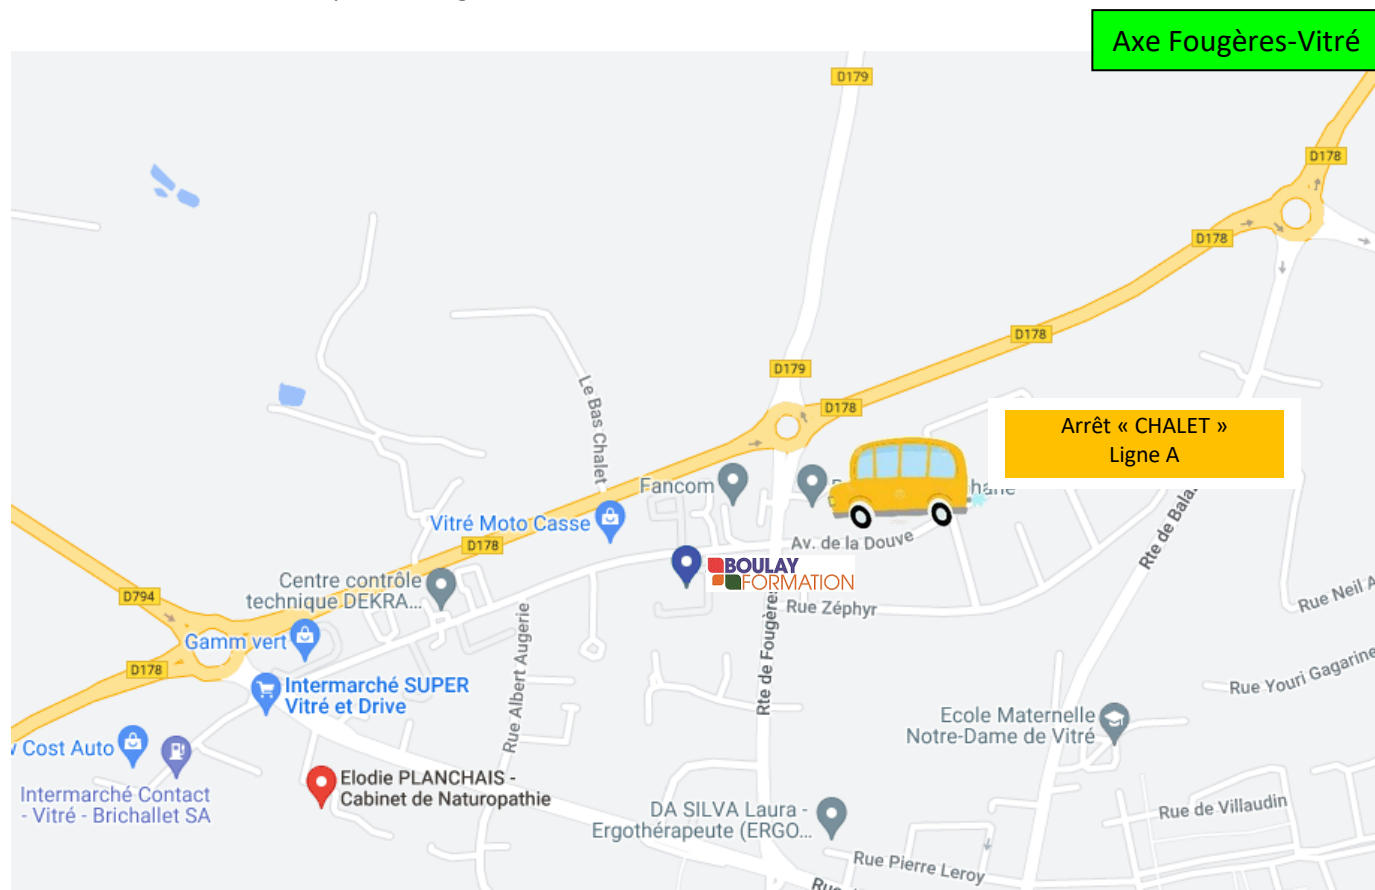 Axe Fougères-Vitré
D179
D178
D178
D178
D179
D178
Le Bas Chalet
Arrêt « CHALET »
Ligne A
Fancom
Vitré Moto Casse
D178
Av. de la Douve
Rte de Balaz
BOULAY
FORMATION
Centre contrôle
technique DEKRA...
D794
Rue Zéphyr
Rue Neil A
Gamm vert
Rue Albert Augerie
Rte de Fougères
D178
Intermarché SUPER
Vitré et Drive
Rue Youri Gagarine
Ecole Maternelle
Notre-Dame de Vitré
Cost Auto
Elodie PLANCHAIS -
Cabinet de Naturopathie
Intermarché Contact
- Vitré - Brichallet SA
DA SILVA Laura -
Ergothérapeute (ERGO...
Rue de Villaudin
Rue Pierre Leroy